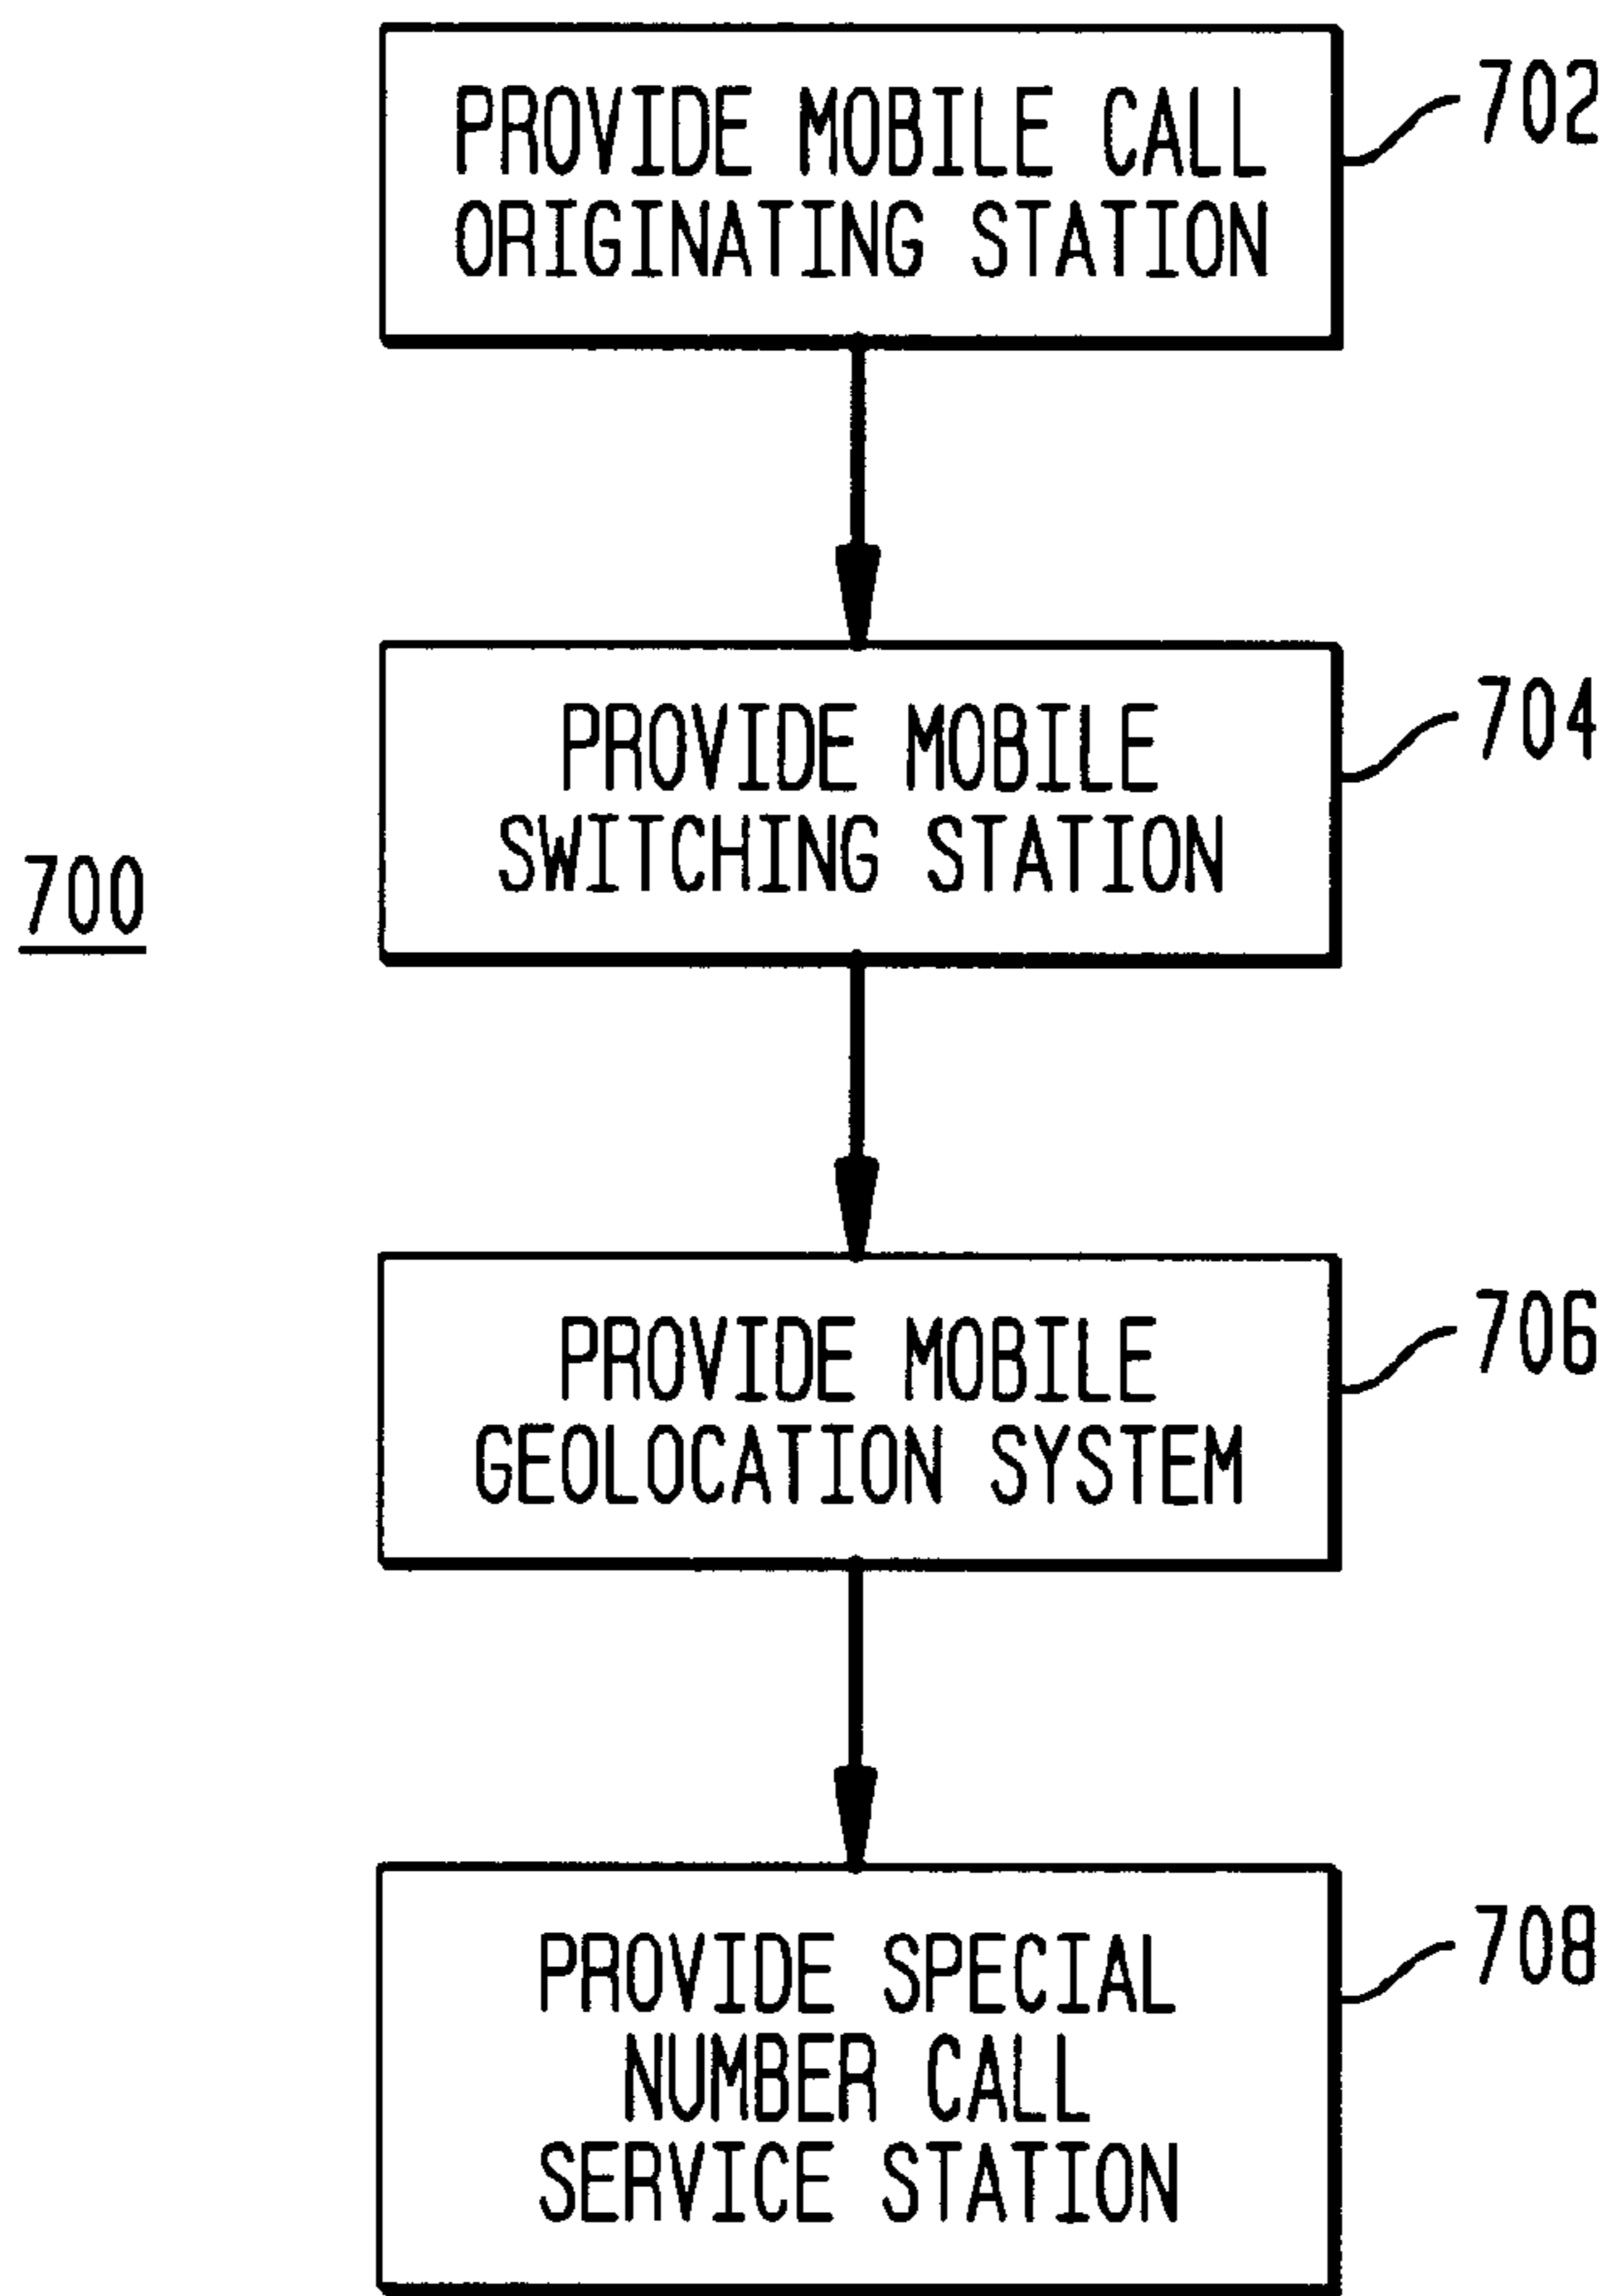 PROVIDE MOBILE CALL
ORIGINATING STATION
702
PROVIDE MOBILE
SWITCHING STATION
704
700
PROVIDE MOBILE
GEOLOCATION SYSTEM
706
PROVIDE SPECIAL
NUMBER CALL
SERVICE STATION
708